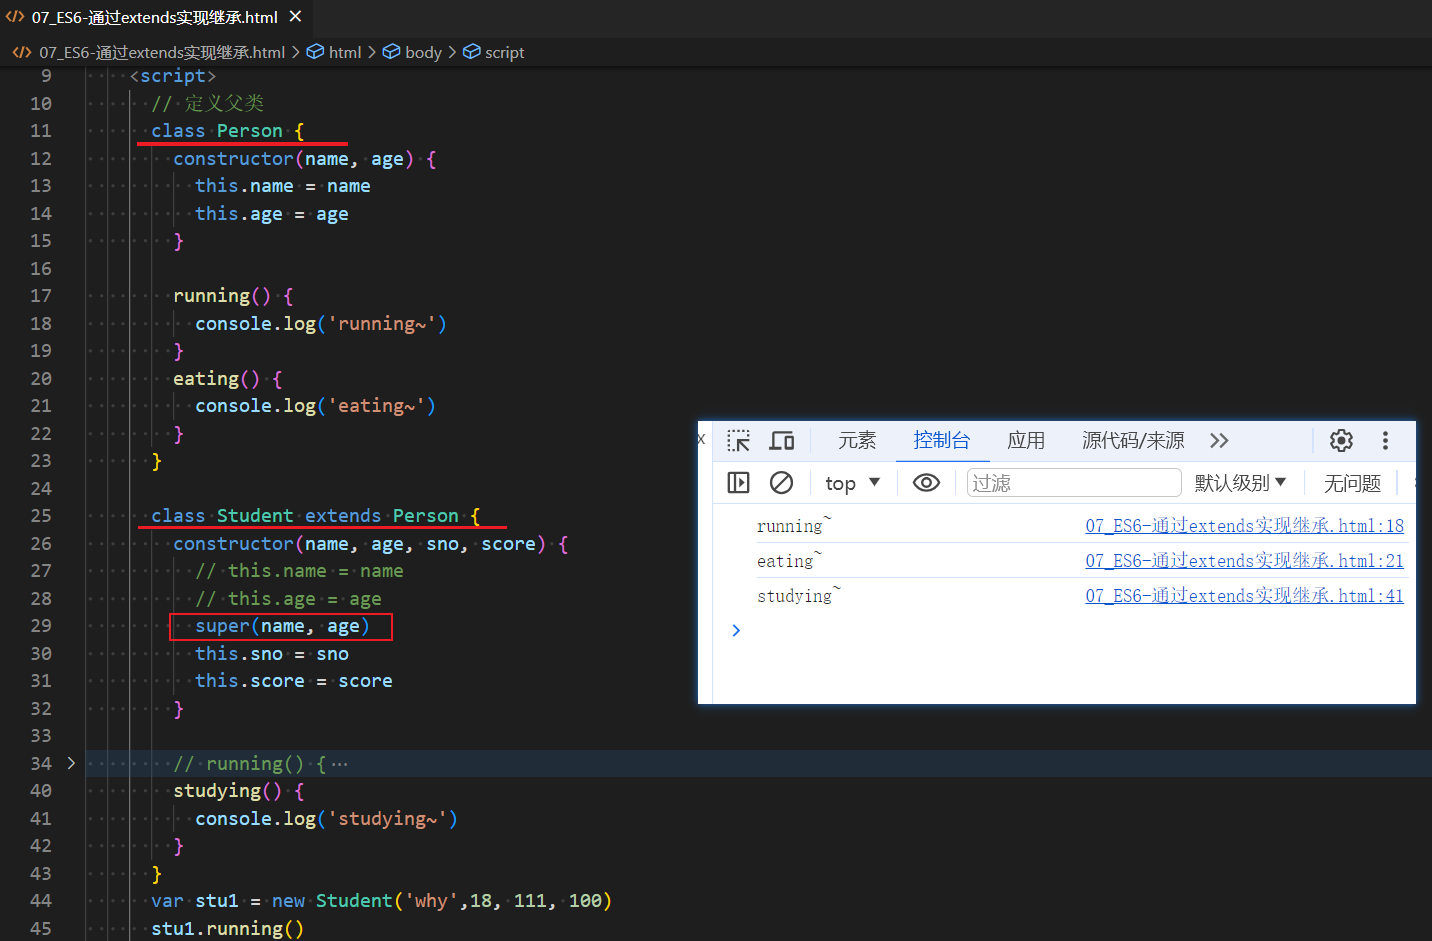 07_ES6-通过extends实现继承.html
07_ES6-通过extends实现继承.html > html > body > script
9 <script>
10 // 定义父类
11 class Person {
12 constructor(name, age) {
13 this.name = name
14 this.age = age
15 }
16
17 running() {
18 console.log('running~')
19 }
20 eating() {
21 console.log('eating~')
22 }
23 }
24
25 class Student extends Person {
26 constructor(name, age, sno, score) {
27 // this.name = name
28 // this.age = age
29 super(name, age)
30 this.sno = sno
31 this.score = score
32 }
33
34 // running() { ···
40 studying() {
41 console.log('studying~')
42 }
43 }
44 var stu1 = new Student('why',18, 111, 100)
45 stu1.running()
元素 控制台 应用 源代码/来源
top 过滤 默认级别 无问题
running~ 07_ES6-通过extends实现继承.html:18
eating~ 07_ES6-通过extends实现继承.html:21
studying~ 07_ES6-通过extends实现继承.html:41